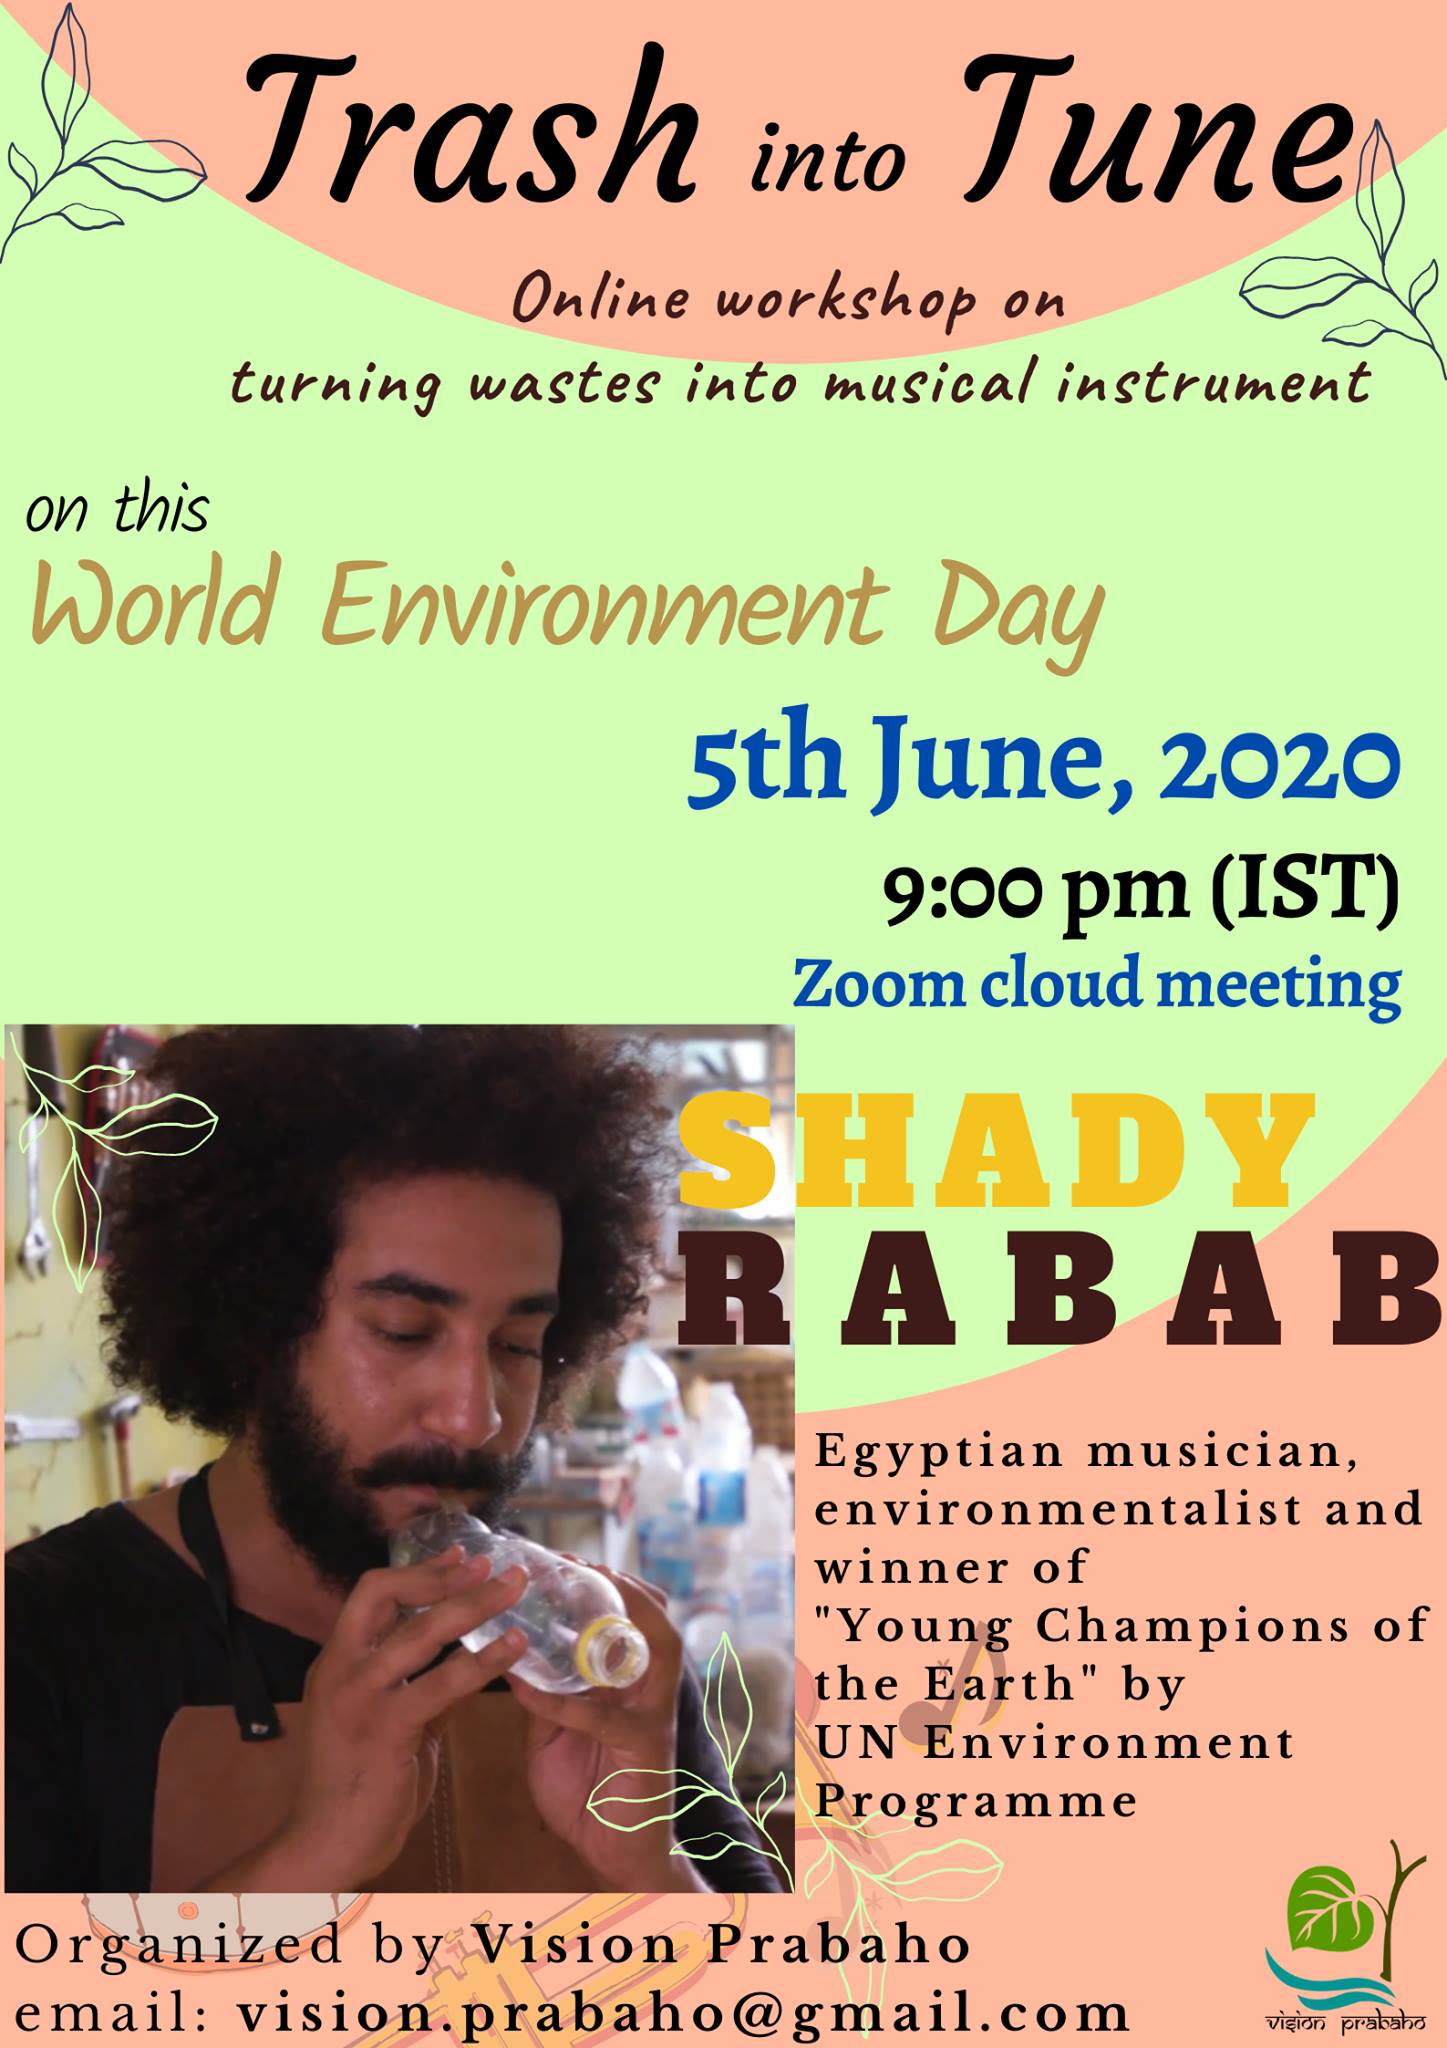 Trash into Tune
Online workshop on
turning wastes into musical instrument
on this
World Environment Day
5th June, 2020
9:00 pm (IST)
Zoom cloud meeting
SHADY
RABAB
Egyptian musician,
environmentalist and
winner of
"Young Champions of
the Earth" by
UN Environment
Programme
Organized by Vision Prabaho
email: vision.prabaho@gmail.com
vision prabaho